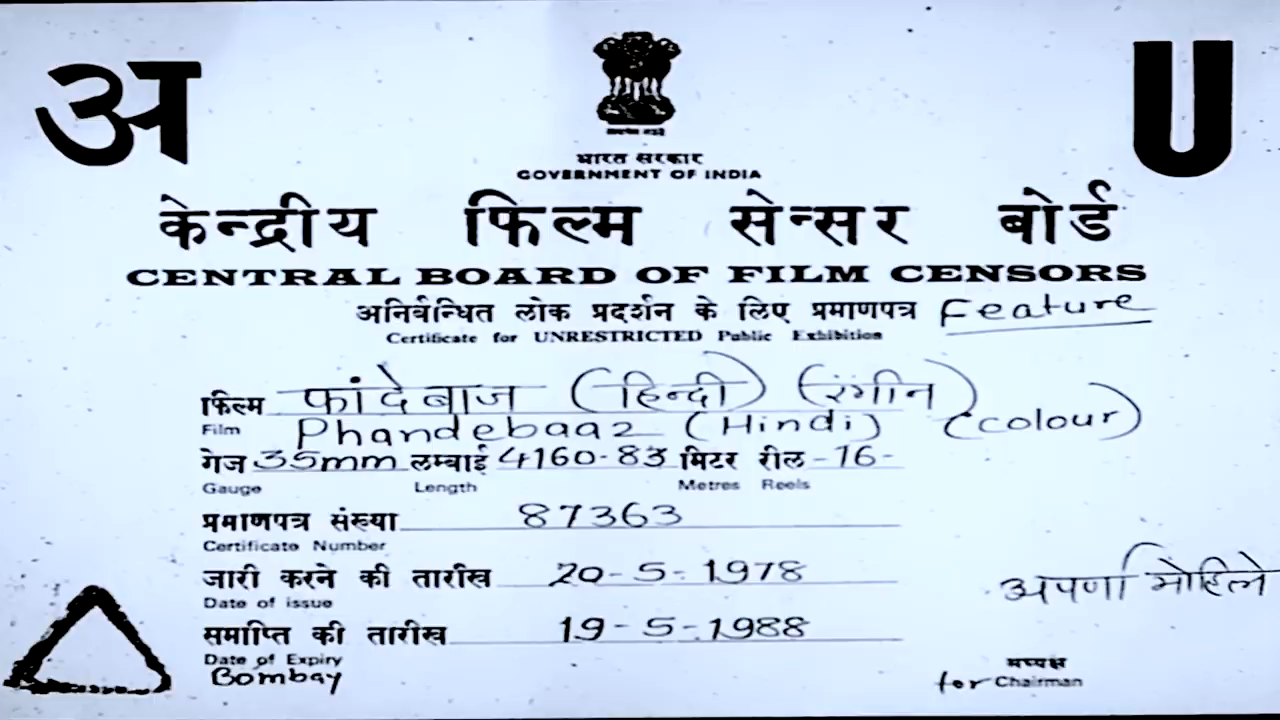 अ U
भारत सरकार
GOVERNMENT OF INDIA
केन्द्रीय फिल्म सेन्सर बोर्ड
CENTRAL BOARD OF FILM CENSORS
अनिर्बन्धित लोक प्रदर्शन के लिए प्रमाणपत्र Feature
Certificate for UNRESTRICTED Public Exhibition
फिल्म फांदेबाज (हिन्दी) (रंगीन)
Film Phandebaaz (Hindi) (colour)
गेज 35mm लम्बाई 4160-83 मिटर रील -16-
Gauge Length Metres Reels
प्रमाणपत्र संख्या 87363
Certificate Number
जारी करने की तारीख 20-5-1978
Date of issue
अपर्णा मोहिले
समाप्ति की तारीख 19-5-1988
Date of Expiry
Bombay
अध्यक्ष
for Chairman